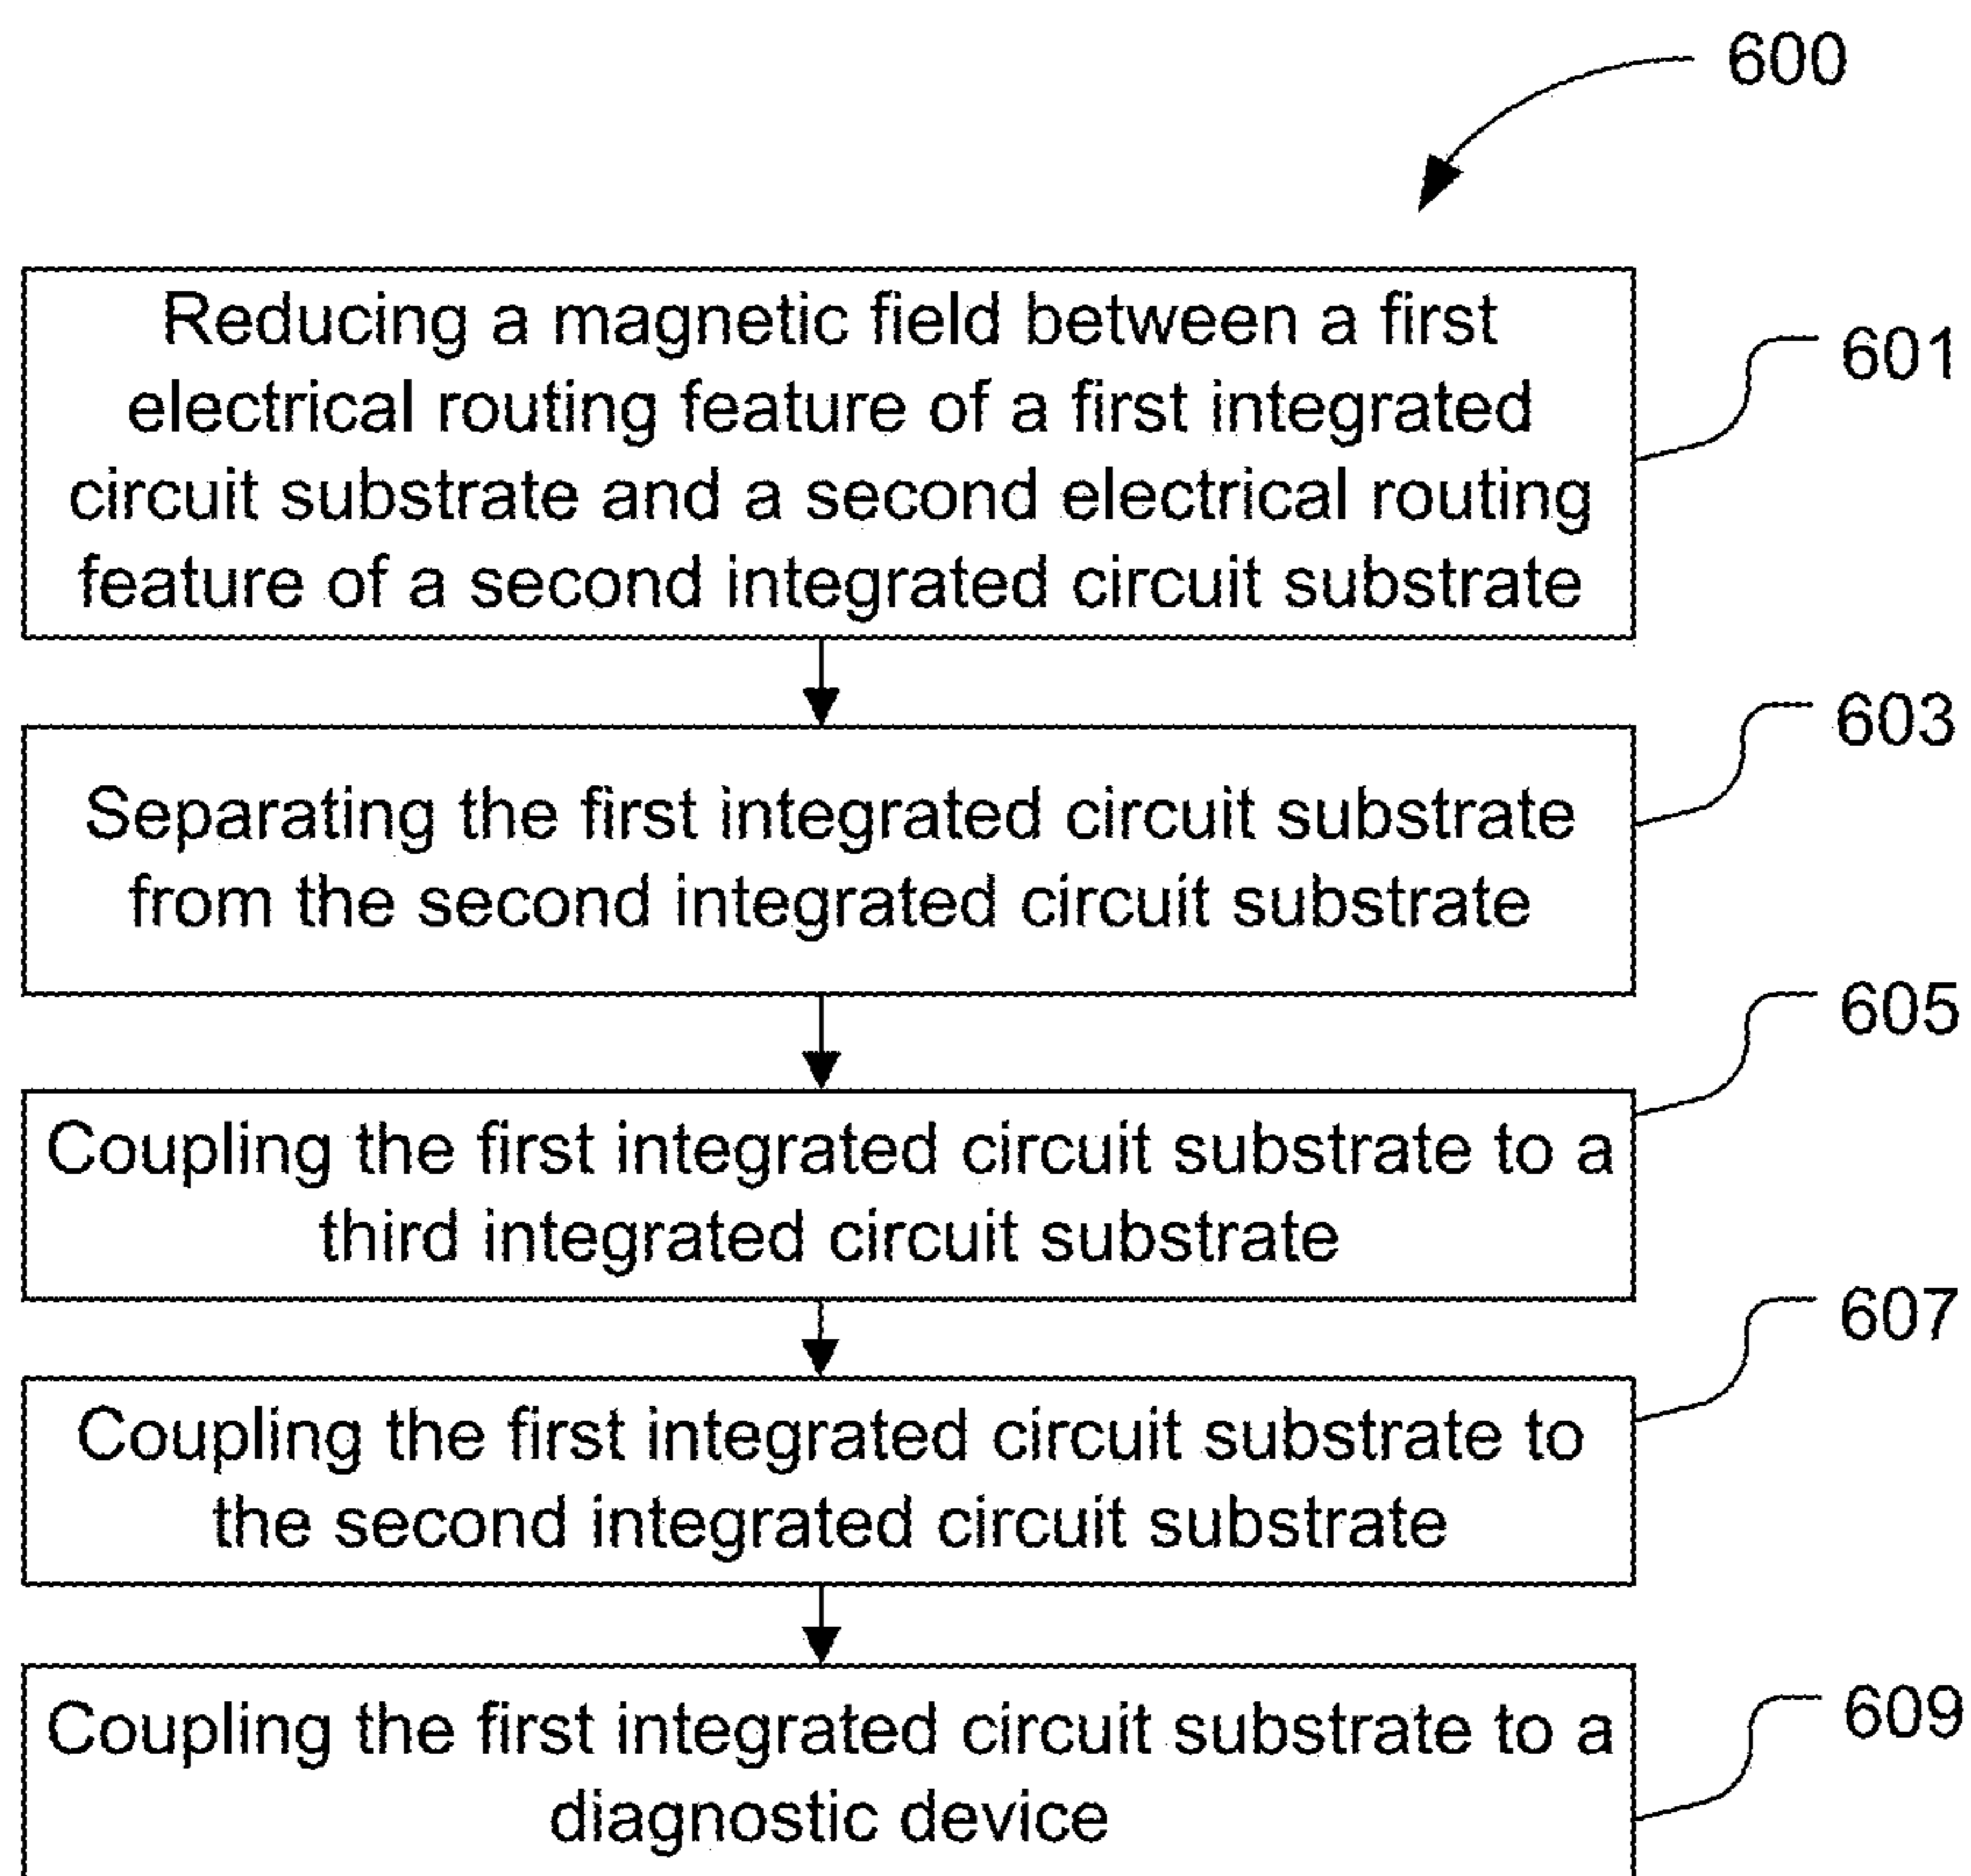 600
Reducing a magnetic field between a first
electrical routing feature of a first integrated
circuit substrate and a second electrical routing
feature of a second integrated circuit substrate
601
Separating the first integrated circuit substrate
from the second integrated circuit substrate
603
Coupling the first integrated circuit substrate to a
third integrated circuit substrate
605
Coupling the first integrated circuit substrate to
the second integrated circuit substrate
607
Coupling the first integrated circuit substrate to a
diagnostic device
609